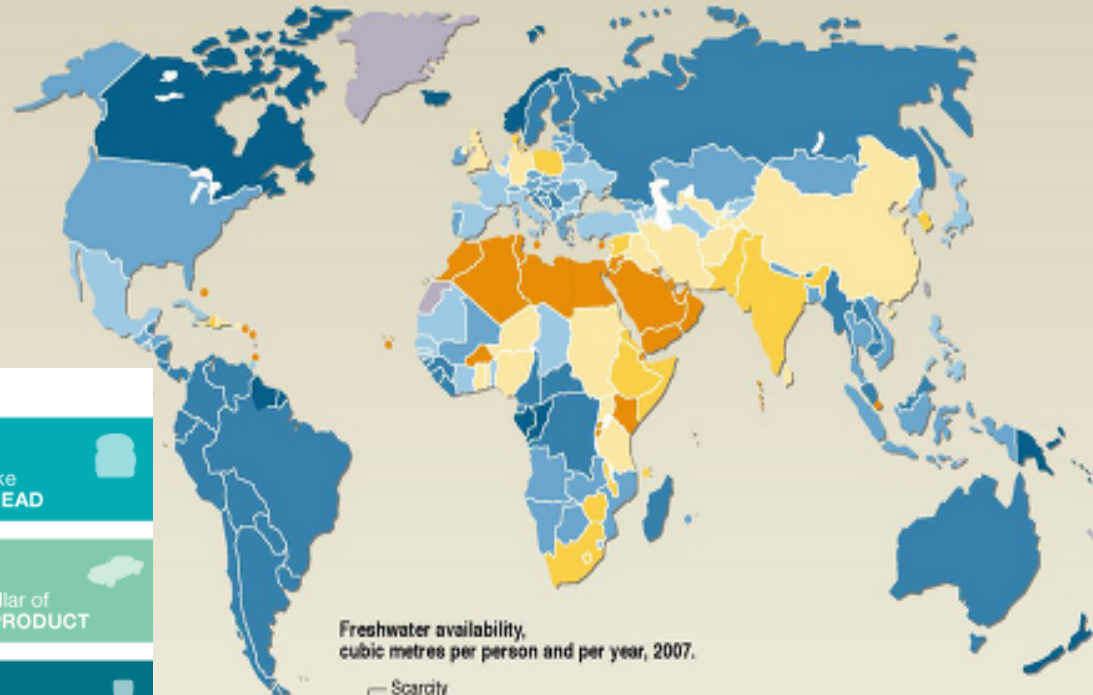 ke
EAD
llar of
PRODUCT
Freshwater availability,
cubic metres per person and per year, 2007.
Scarcity